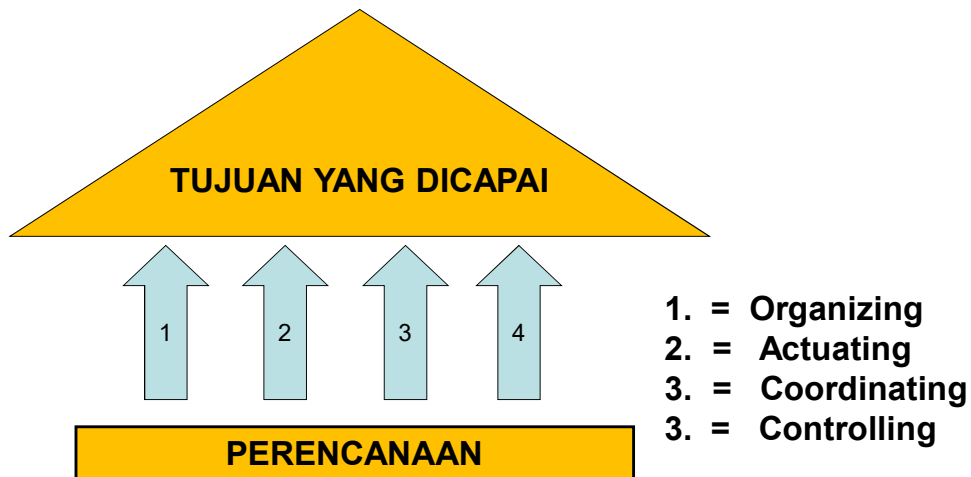 TUJUAN YANG DICAPAI
1
2
3
4
1. = Organizing
2. = Actuating
3. = Coordinating
3. = Controlling
PERENCANAAN